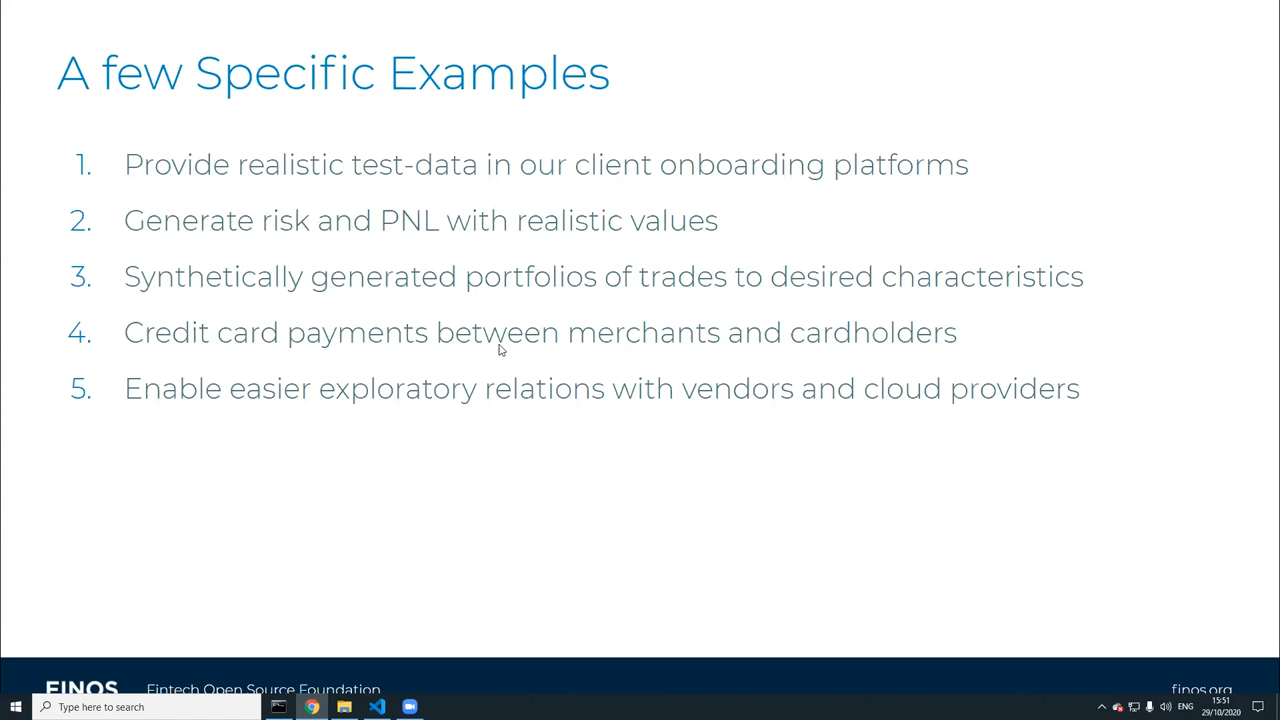 A few Specific Examples
1. Provide realistic test-data in our client onboarding platforms
2. Generate risk and PNL with realistic values
3. Synthetically generated portfolios of trades to desired characteristics
4. Credit card payments between merchants and cardholders
5. Enable easier exploratory relations with vendors and cloud providers
FINOS Fintech Open Source Foundation finos.org
Type here to search
ENG
15:51
29/10/2020